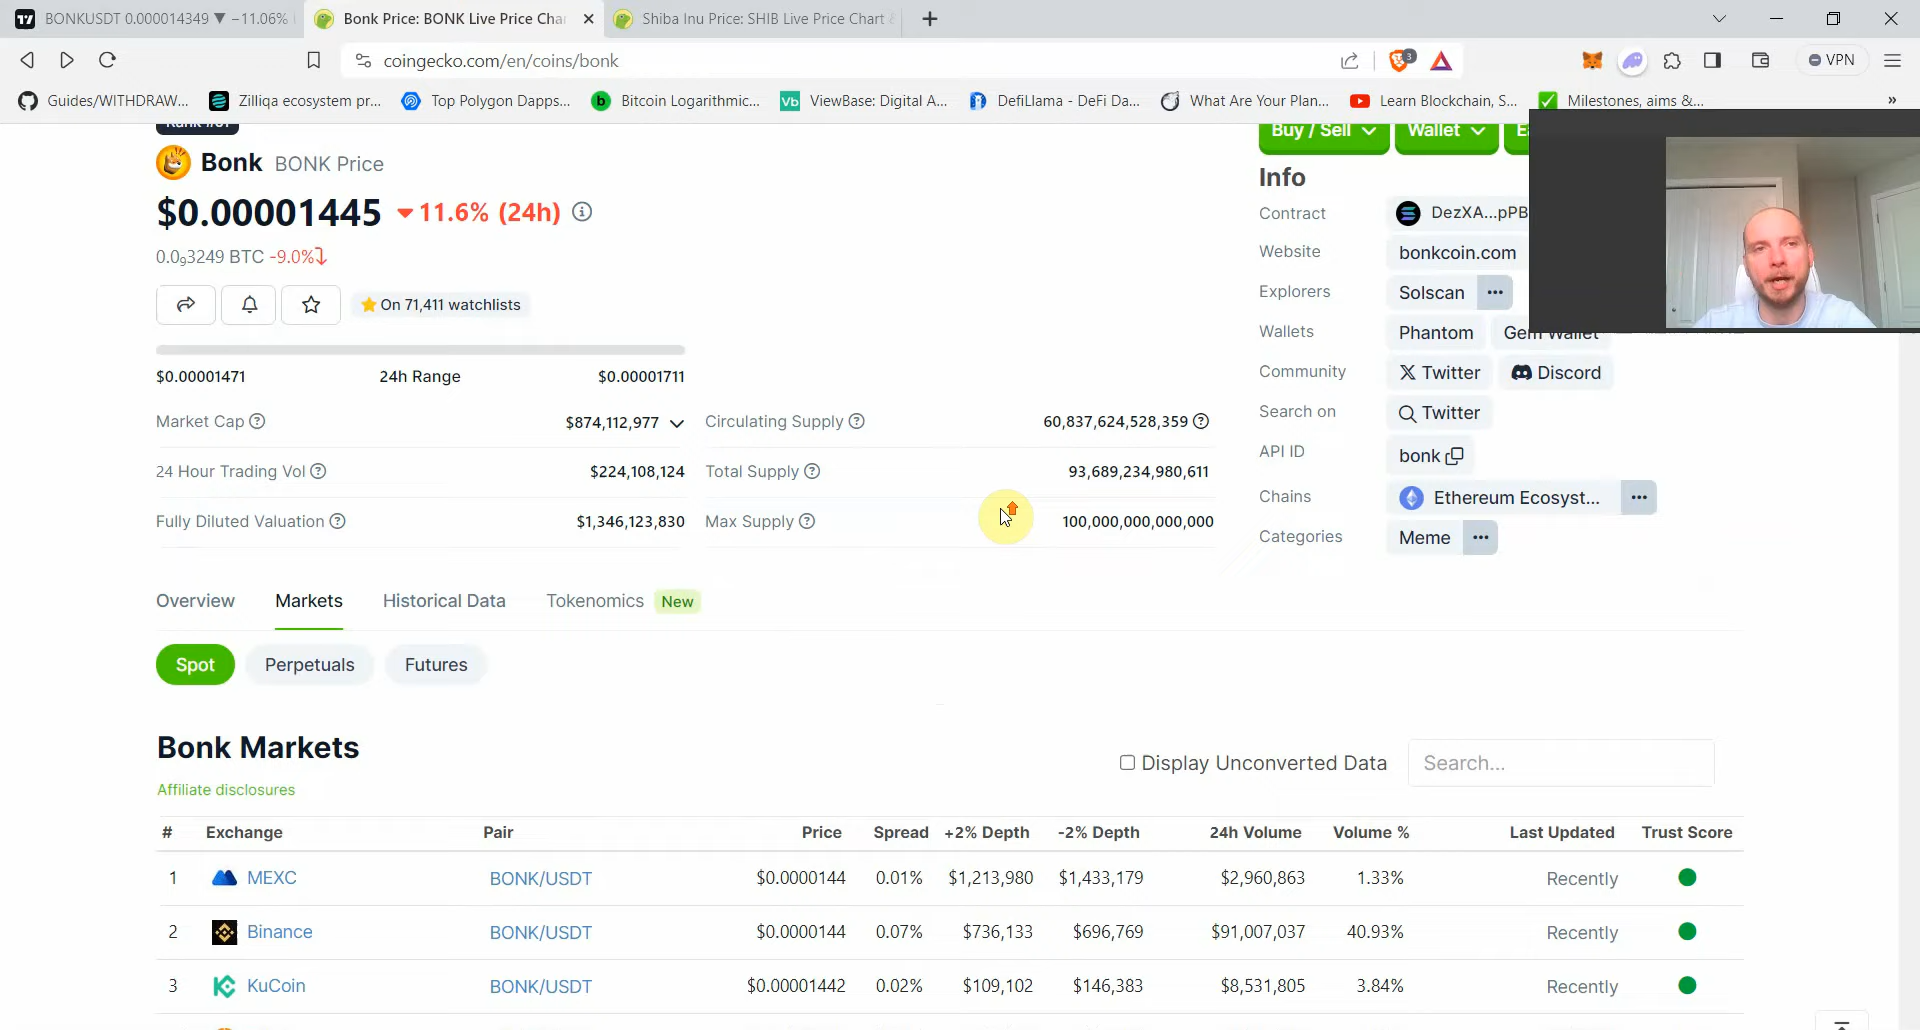 BONKUSDT 0.000014349 ▼ −11.06%
Bonk Price: BONK Live Price Cha
Shiba Inu Price: SHIB Live Price Chart
coingecko.com/en/coins/bonk
3
VPN
Guides/WITHDRAW...
Zilliqa ecosystem pr...
Top Polygon Dapps...
Bitcoin Logarithmic...
ViewBase: Digital A...
DefiLlama - DeFi Da...
What Are Your Plan...
Learn Blockchain, S...
Milestones, aims &...
»
Buy / Sell
Wallet
Bonk BONK Price
$0.00001445 11.6% (24h)
0.0₉3249 BTC -9.0%
On 71,411 watchlists
$0.00001471 24h Range $0.00001711
Market Cap $874,112,977
24 Hour Trading Vol $224,108,124
Fully Diluted Valuation $1,346,123,830
Circulating Supply 60,837,624,528,359
Total Supply 93,689,234,980,611
Max Supply 100,000,000,000,000
Info
Contract DezXA...pPB
Website bonkcoin.com
Explorers Solscan
Wallets Phantom Gem Wallet
Community Twitter Discord
Search on Twitter
API ID bonk
Chains Ethereum Ecosyst...
Categories Meme
Overview Markets Historical Data Tokenomics New
Spot Perpetuals Futures
Bonk Markets
Affiliate disclosures
Display Unconverted Data Search...
# Exchange Pair Price Spread +2% Depth -2% Depth 24h Volume Volume % Last Updated Trust Score
1 MEXC BONK/USDT $0.0000144 0.01% $1,213,980 $1,433,179 $2,960,863 1.33% Recently
2 Binance BONK/USDT $0.0000144 0.07% $736,133 $696,769 $91,007,037 40.93% Recently
3 KuCoin BONK/USDT $0.00001442 0.02% $109,102 $146,383 $8,531,805 3.84% Recently